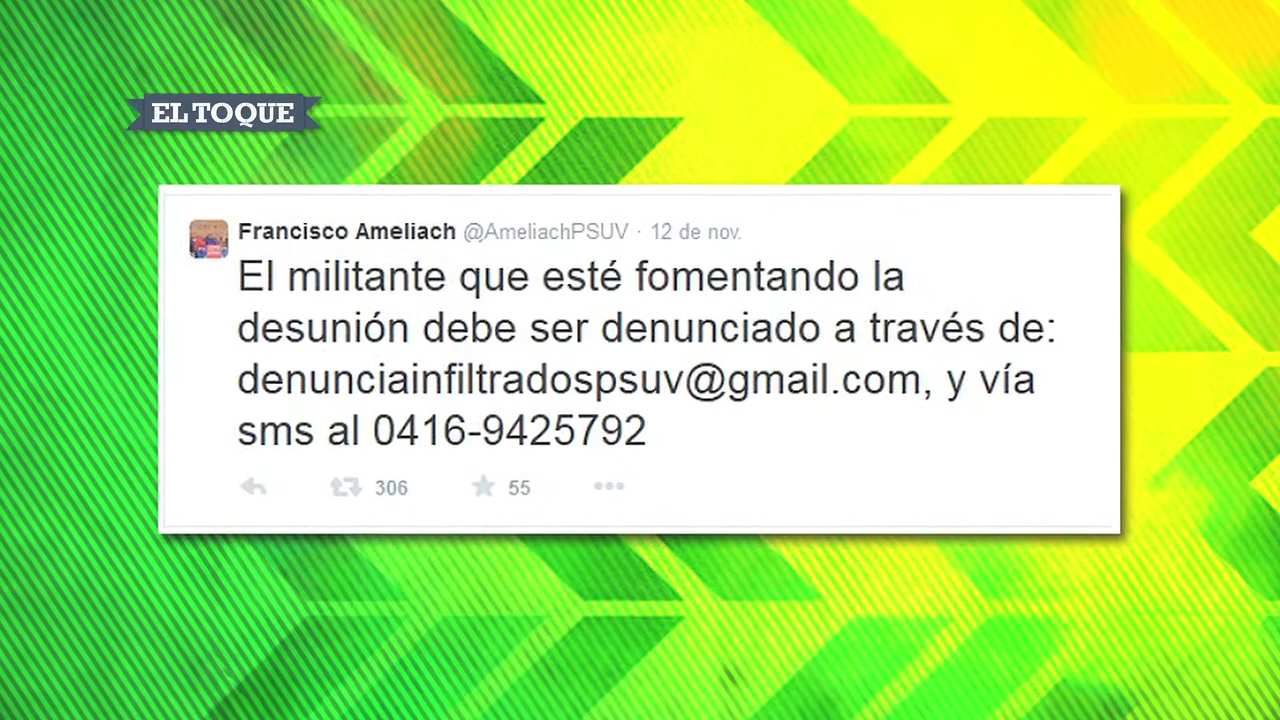 EL TOQUE
Francisco Ameliach @AmeliachPSUV · 12 de nov.
El militante que esté fomentando la
desunión debe ser denunciado a través de:
denunciainfiltradospsuv@gmail.com, y vía
sms al 0416-9425792
306 55